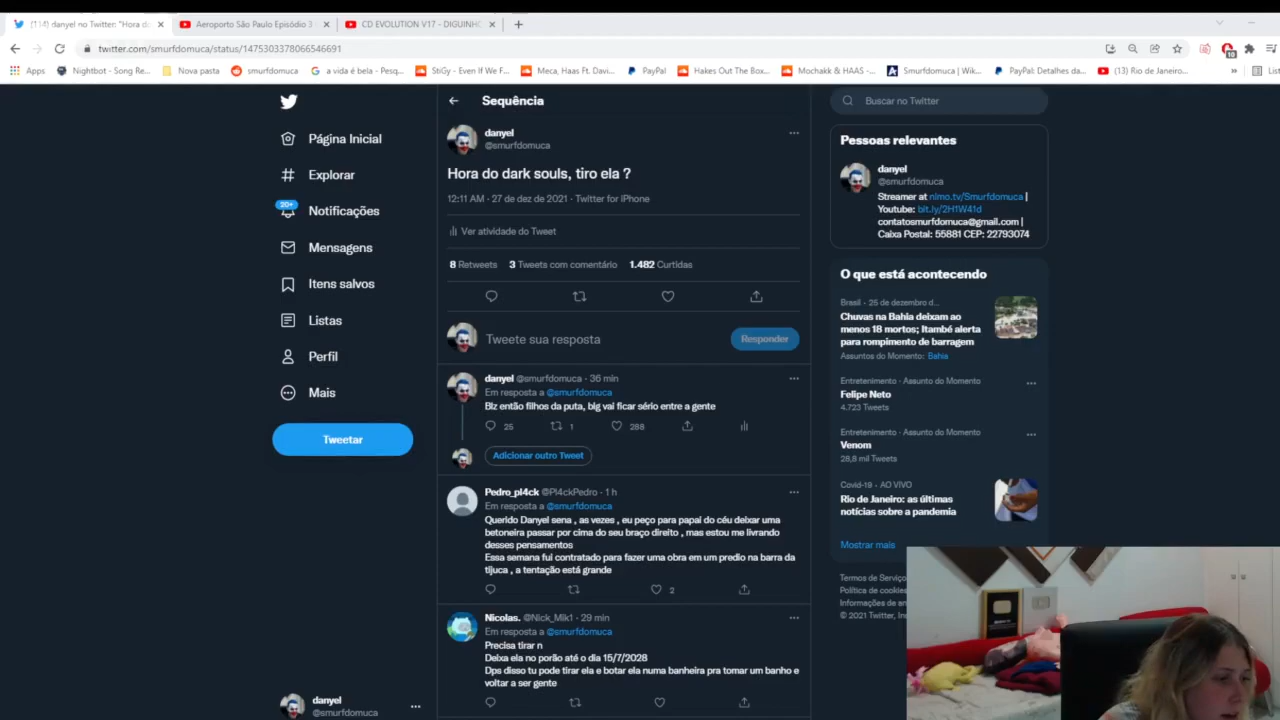 (114) danyel no Twitter: "Hora do
Aeroporto São Paulo Episódio 3
CD EVOLUTION V17 - DIGUINHO
twitter.com/smurfdomuca/status/1475303378066546691
10
Apps
Nightbot - Song Re...
Nova pasta
smurfdomuca
a vida é bela - Pesq...
StiGy - Even If We F...
Meca, Haas Ft. Davi...
PayPal
Hakes Out The Box...
Mochakk & HAAS -...
Smurfdomuca | Wik...
PayPal: Detalhes da...
(13) Rio de Janeiro...
»
List
Página Inicial
Explorar
20+
Notificações
Mensagens
Itens salvos
Listas
Perfil
Mais
Tweetar
danyel
@smurfdomuca
Sequência
danyel
@smurfdomuca
Hora do dark souls, tiro ela ?
12:11 AM · 27 de dez de 2021 · Twitter for iPhone
Ver atividade do Tweet
8 Retweets 3 Tweets com comentário 1.482 Curtidas
Tweete sua resposta
Responder
danyel @smurfdomuca · 36 min
Em resposta a @smurfdomuca
Blz então filhos da puta, big vai ficar sério entre a gente
25 1 288
Adicionar outro Tweet
Pedro_pl4ck @Pl4ckPedro · 1 h
Em resposta a @smurfdomuca
Querido Danyel sena , as vezes , eu peço para papai do céu deixar uma
betoneira passar por cima do seu braço direito , mas estou me livrando
desses pensamentos
Essa semana fui contratado para fazer uma obra em um predio na barra da
tijuca , a tentação está grande
2
Nicolas. @Nick_Mik1 · 29 min
Em resposta a @smurfdomuca
Precisa tirar n
Deixa ela no porão até o dia 15/7/2028
Dps disso tu pode tirar ela e botar ela numa banheira pra tomar um banho e
voltar a ser gente
Buscar no Twitter
Pessoas relevantes
danyel
@smurfdomuca
Streamer at nimo.tv/Smurfdomuca |
Youtube: bit.ly/2H1W41d
contatosmurfdomuca@gmail.com |
Caixa Postal: 55881 CEP: 22793074
O que está acontecendo
Brasil · 25 de dezembro d...
Chuvas na Bahia deixam ao
menos 18 mortos; Itambé alerta
para rompimento de barragem
Assuntos do Momento: Bahia
Entretenimento · Assunto do Momento
Felipe Neto
4.723 Tweets
Entretenimento · Assunto do Momento
Venom
28,8 mil Tweets
Covid-19 · AO VIVO
Rio de Janeiro: as últimas
notícias sobre a pandemia
Mostrar mais
Termos de Serviço
Política de cookies
Informações de an
© 2021 Twitter, Inc